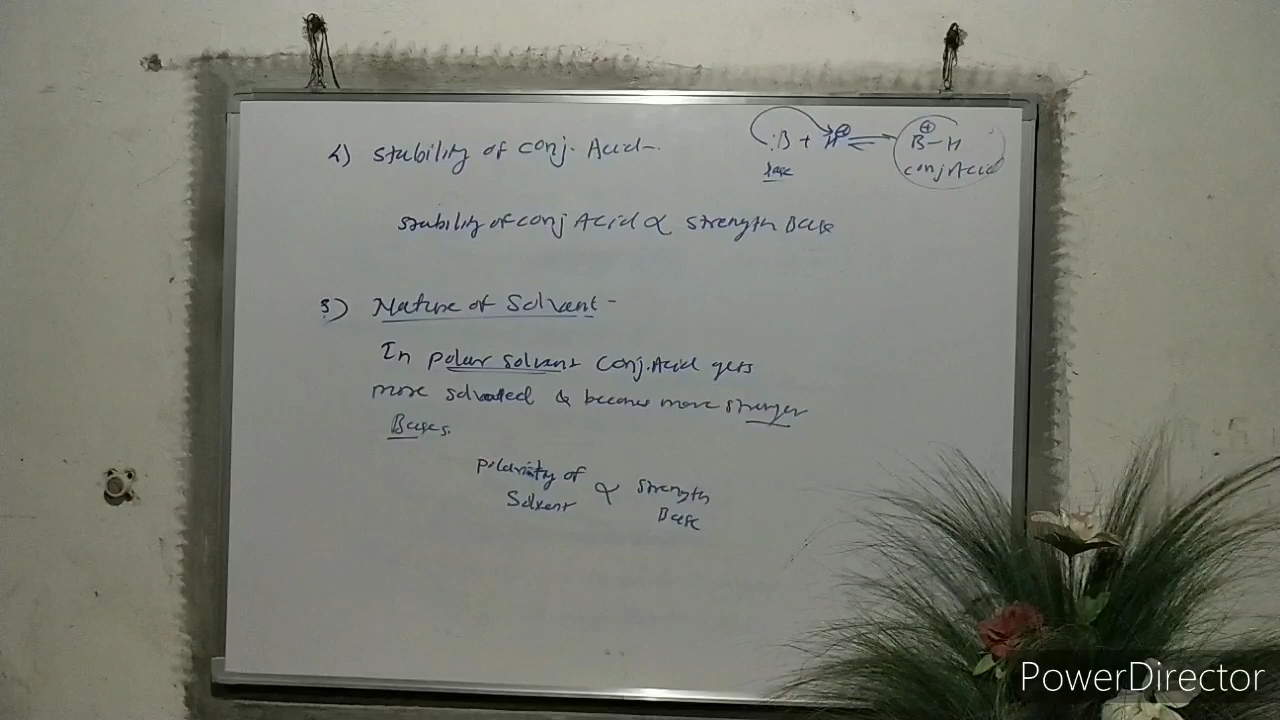 2) Stability of conj. Acid-.
:B + H⊕ ⇌ B⊕-H
base conj Acid
Stability of conj Acid ∝ strength Base
3) Nature of Solvent -
In polar solvent conj. Acid gets
more solvated & becomes more stronger
Bases.
Polarity of
Solvent ∝ strength
Base
PowerDirector